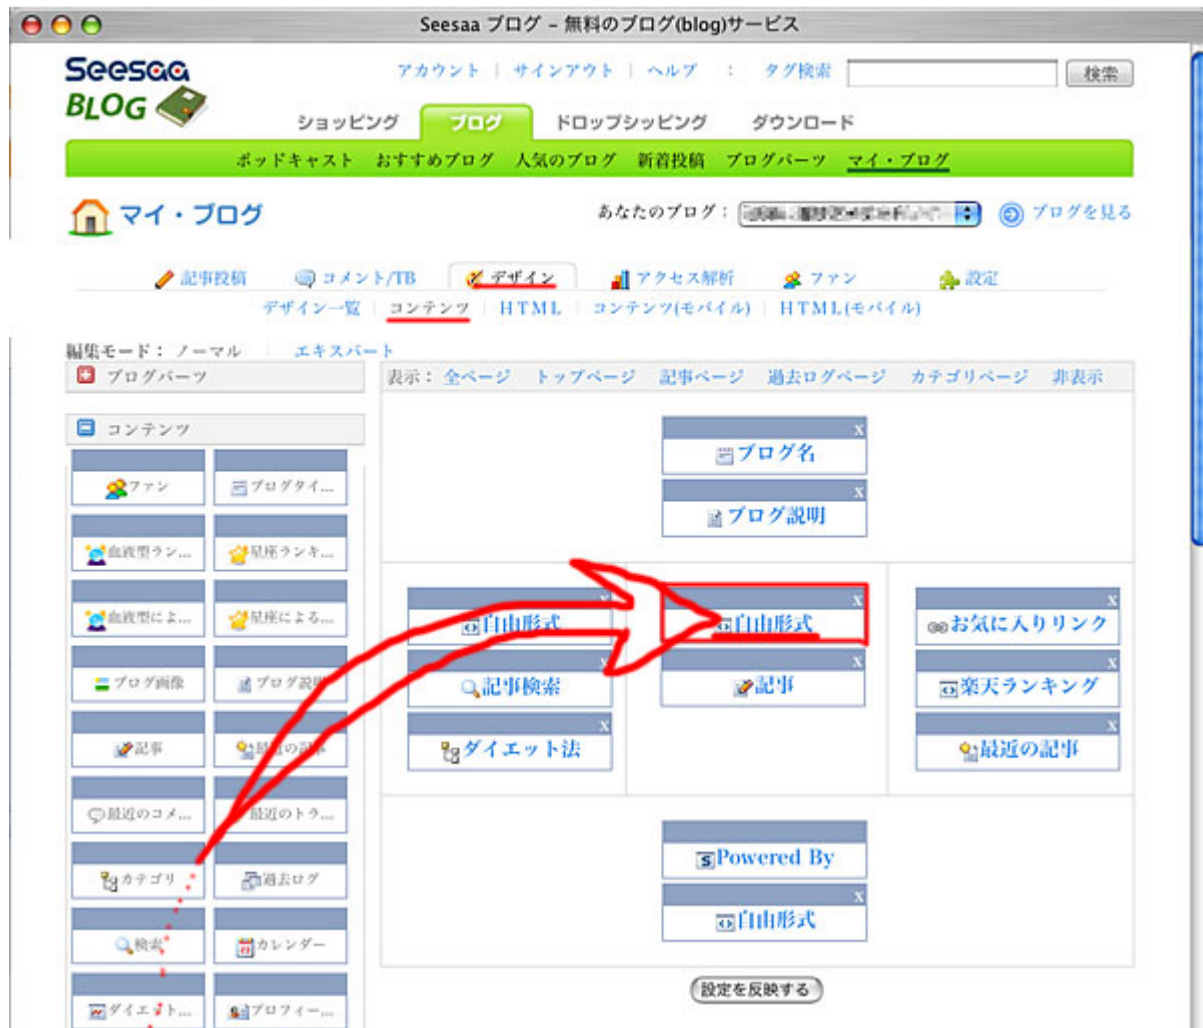 Seesaa ブログ – 無料のブログ(blog)サービス
Seesaa
BLOG
アカウント | サインアウト | ヘルプ : タグ検索 検索
ショッピング ブログ ドロップシッピング ダウンロード
ポッドキャスト おすすめブログ 人気のブログ 新着投稿 ブログパーツ マイ・ブログ
マイ・ブログ あなたのブログ: ブログを見る
記事投稿 コメント/TB デザイン アクセス解析 ファン 設定
デザイン一覧 | コンテンツ | HTML | コンテンツ(モバイル) | HTML(モバイル)
編集モード: ノーマル | エキスパート
ブログパーツ
表示: 全ページ トップページ 記事ページ 過去ログページ カテゴリページ 非表示
コンテンツ
ファン ブログタイ...
血液型ラン... 星座ランキ...
血液型によ... 星座による...
ブログ画像 ブログ説明
記事 最近の記事
最近のコメ... 最近のトラ...
カテゴリ 過去ログ
検索 カレンダー
ダイエット... プロフィー...
x
ブログ名
x
ブログ説明
x
自由形式
x
記事検索
x
ダイエット法
x
自由形式
x
記事
x
お気に入りリンク
x
楽天ランキング
x
最近の記事
Powered By
x
自由形式
設定を反映する